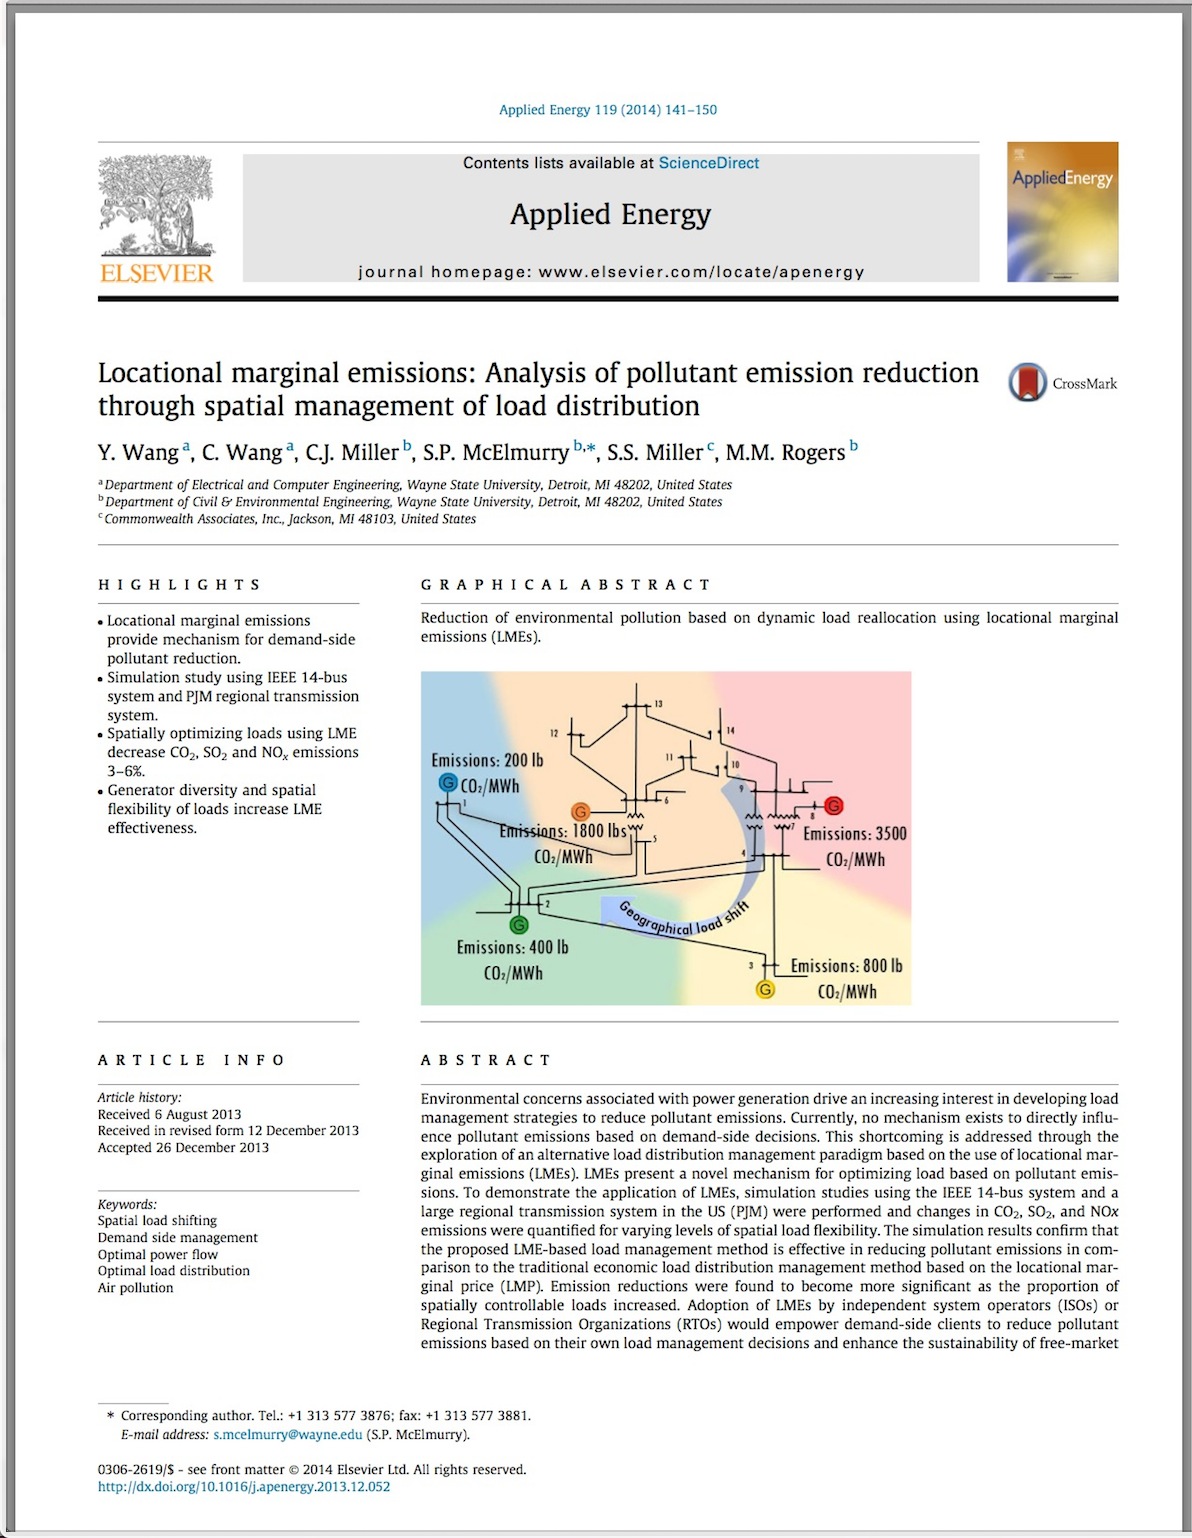 Applied Energy 119 (2014) 141–150
Contents lists available at ScienceDirect
Applied Energy
journal homepage: www.elsevier.com/locate/apenergy
ELSEVIER
AppliedEnergy
Locational marginal emissions: Analysis of pollutant emission reduction
through spatial management of load distribution
CrossMark
Y. Wang a, C. Wang a, C.J. Miller b, S.P. McElmurry b,*, S.S. Miller c, M.M. Rogers b
a Department of Electrical and Computer Engineering, Wayne State University, Detroit, MI 48202, United States
b Department of Civil & Environmental Engineering, Wayne State University, Detroit, MI 48202, United States
c Commonwealth Associates, Inc., Jackson, MI 48103, United States
HIGHLIGHTS
• Locational marginal emissions
provide mechanism for demand-side
pollutant reduction.
• Simulation study using IEEE 14-bus
system and PJM regional transmission
system.
• Spatially optimizing loads using LME
decrease CO2, SO2 and NOx emissions
3–6%.
• Generator diversity and spatial
flexibility of loads increase LME
effectiveness.
GRAPHICAL ABSTRACT
Reduction of environmental pollution based on dynamic load reallocation using locational marginal
emissions (LMEs).
13
12
14
11
10
Emissions: 200 lb
G CO2/MWh
9
1
6
G
8
G
Emissions: 1800 lbs
CO2/MWh
5
7
Emissions: 3500
CO2/MWh
4
2
Geographical load shift
G
Emissions: 400 lb
CO2/MWh
3
Emissions: 800 lb
CO2/MWh
G
ARTICLE INFO
Article history:
Received 6 August 2013
Received in revised form 12 December 2013
Accepted 26 December 2013
Keywords:
Spatial load shifting
Demand side management
Optimal power flow
Optimal load distribution
Air pollution
ABSTRACT
Environmental concerns associated with power generation drive an increasing interest in developing load
management strategies to reduce pollutant emissions. Currently, no mechanism exists to directly influ-
ence pollutant emissions based on demand-side decisions. This shortcoming is addressed through the
exploration of an alternative load distribution management paradigm based on the use of locational mar-
ginal emissions (LMEs). LMEs present a novel mechanism for optimizing load based on pollutant emis-
sions. To demonstrate the application of LMEs, simulation studies using the IEEE 14-bus system and a
large regional transmission system in the US (PJM) were performed and changes in CO2, SO2, and NOx
emissions were quantified for varying levels of spatial load flexibility. The simulation results confirm that
the proposed LME-based load management method is effective in reducing pollutant emissions in com-
parison to the traditional economic load distribution management method based on the locational mar-
ginal price (LMP). Emission reductions were found to become more significant as the proportion of
spatially controllable loads increased. Adoption of LMEs by independent system operators (ISOs) or
Regional Transmission Organizations (RTOs) would empower demand-side clients to reduce pollutant
emissions based on their own load management decisions and enhance the sustainability of free-market
* Corresponding author. Tel.: +1 313 577 3876; fax: +1 313 577 3881.
E-mail address: s.mcelmurry@wayne.edu (S.P. McElmurry).
0306-2619/$ - see front matter © 2014 Elsevier Ltd. All rights reserved.
http://dx.doi.org/10.1016/j.apenergy.2013.12.052